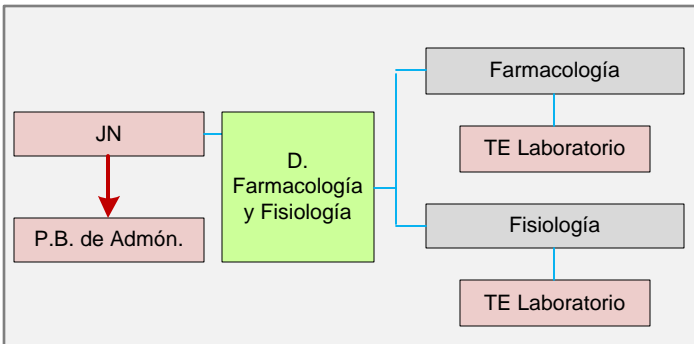 JN
P.B. de Admón.
D.
Farmacología
y Fisiología
Farmacología
TE Laboratorio
Fisiología
TE Laboratorio